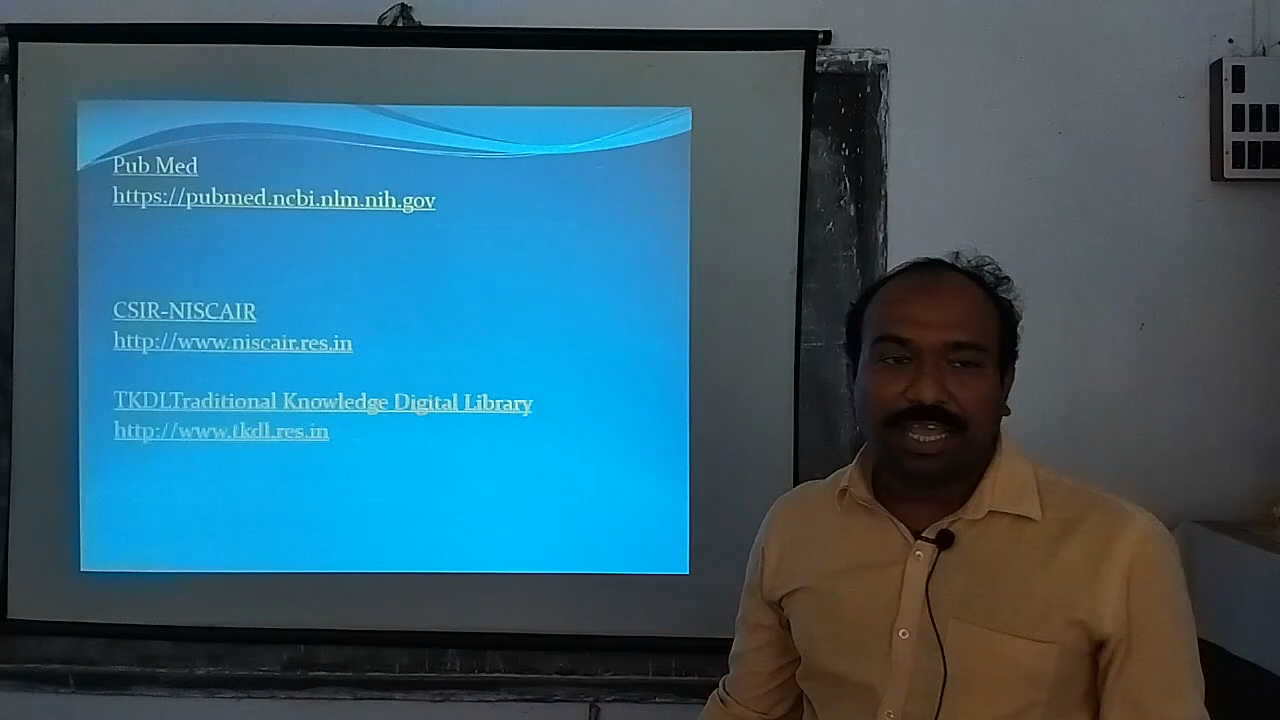 Pub Med
https://pubmed.ncbi.nlm.nih.gov
CSIR-NISCAIR
http://www.niscair.res.in
TKDLTraditional Knowledge Digital Library
http://www.tkdl.res.in